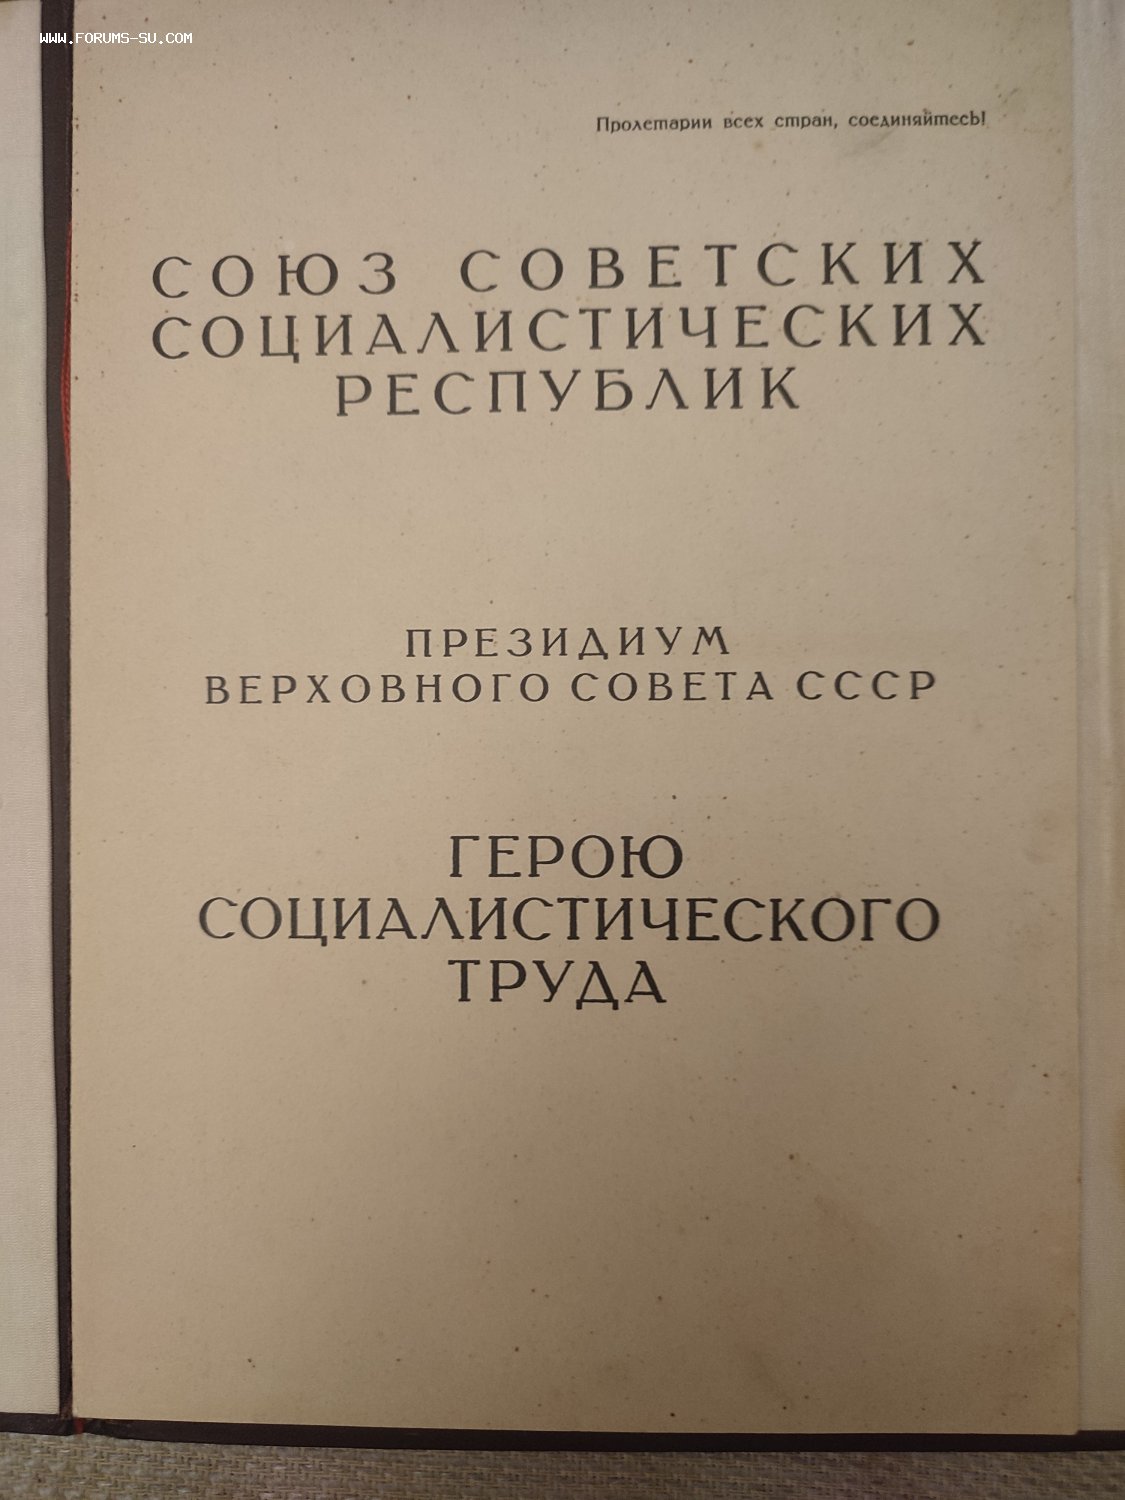 WWW.FORUMS-SU.COM
Пролетарии всех стран, соединяйтесь!
СОЮЗ СОВЕТСКИХ
СОЦИАЛИСТИЧЕСКИХ
РЕСПУБЛИК
ПРЕЗИДИУМ
ВЕРХОВНОГО СОВЕТА СССР
ГЕРОЮ
СОЦИАЛИСТИЧЕСКОГО
ТРУДА